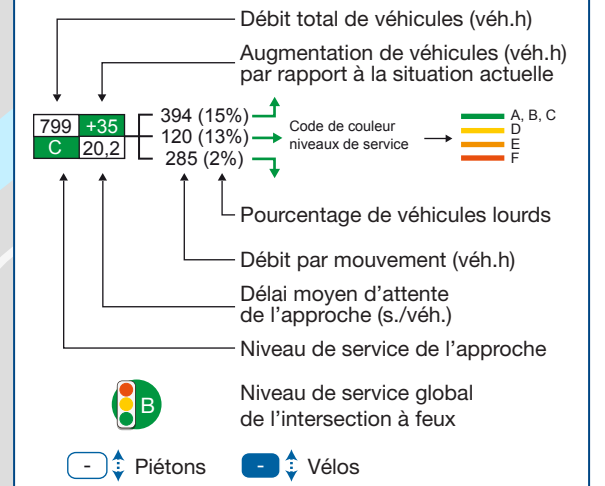 Débit total de véhicules (véh.h)
Augmentation de véhicules (véh.h)
par rapport à la situation actuelle
799 +35
C 20,2
394 (15%)
120 (13%)
285 (2%)
Code de couleur
niveaux de service
A, B, C
D
E
F
Pourcentage de véhicules lourds
Débit par mouvement (véh.h)
Délai moyen d’attente
de l’approche (s./véh.)
Niveau de service de l’approche
B
Niveau de service global
de l’intersection à feux
- Piétons
- Vélos